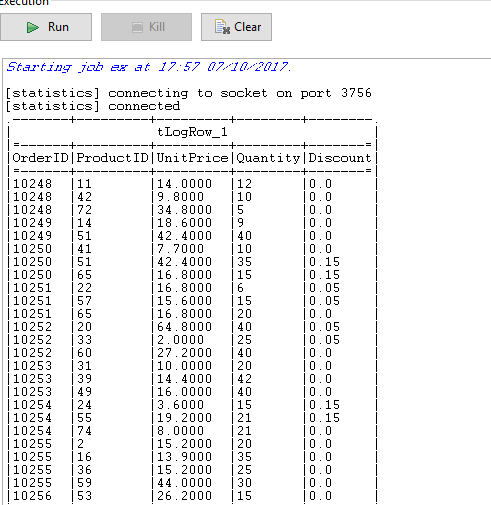 Execution
Run Kill Clear
Starting job ex at 17:57 07/10/2017.
[statistics] connecting to socket on port 3756
[statistics] connected
.-------+---------+---------+--------+--------.
|                  tLogRow_1                  |
|=------+---------+---------+--------+-------=|
|OrderID|ProductID|UnitPrice|Quantity|Discount|
|=------+---------+---------+--------+-------=|
|10248  |11       |14.0000  |12      |0.0     |
|10248  |42       |9.8000   |10      |0.0     |
|10248  |72       |34.8000  |5       |0.0     |
|10249  |14       |18.6000  |9       |0.0     |
|10249  |51       |42.4000  |40      |0.0     |
|10250  |41       |7.7000   |10      |0.0     |
|10250  |51       |42.4000  |35      |0.15    |
|10250  |65       |16.8000  |15      |0.15    |
|10251  |22       |16.8000  |6       |0.05    |
|10251  |57       |15.6000  |15      |0.05    |
|10251  |65       |16.8000  |20      |0.0     |
|10252  |20       |64.8000  |40      |0.05    |
|10252  |33       |2.0000   |25      |0.05    |
|10252  |60       |27.2000  |40      |0.0     |
|10253  |31       |10.0000  |20      |0.0     |
|10253  |39       |14.4000  |42      |0.0     |
|10253  |49       |16.0000  |40      |0.0     |
|10254  |24       |3.6000   |15      |0.15    |
|10254  |55       |19.2000  |21      |0.15    |
|10254  |74       |8.0000   |21      |0.0     |
|10255  |2        |15.2000  |20      |0.0     |
|10255  |16       |13.9000  |35      |0.0     |
|10255  |36       |15.2000  |25      |0.0     |
|10255  |59       |44.0000  |30      |0.0     |
|10256  |53       |26.2000  |15      |0.0     |